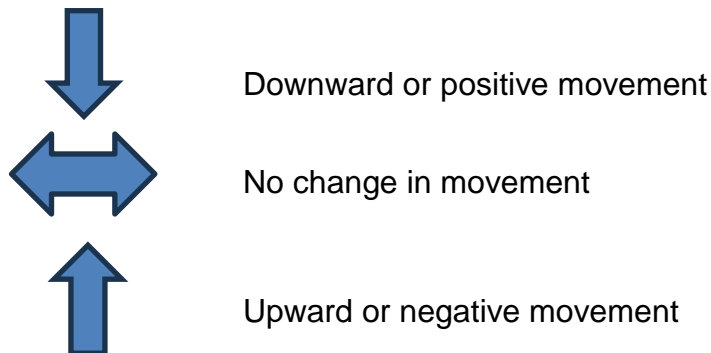 Downward or positive movement
No change in movement
Upward or negative movement